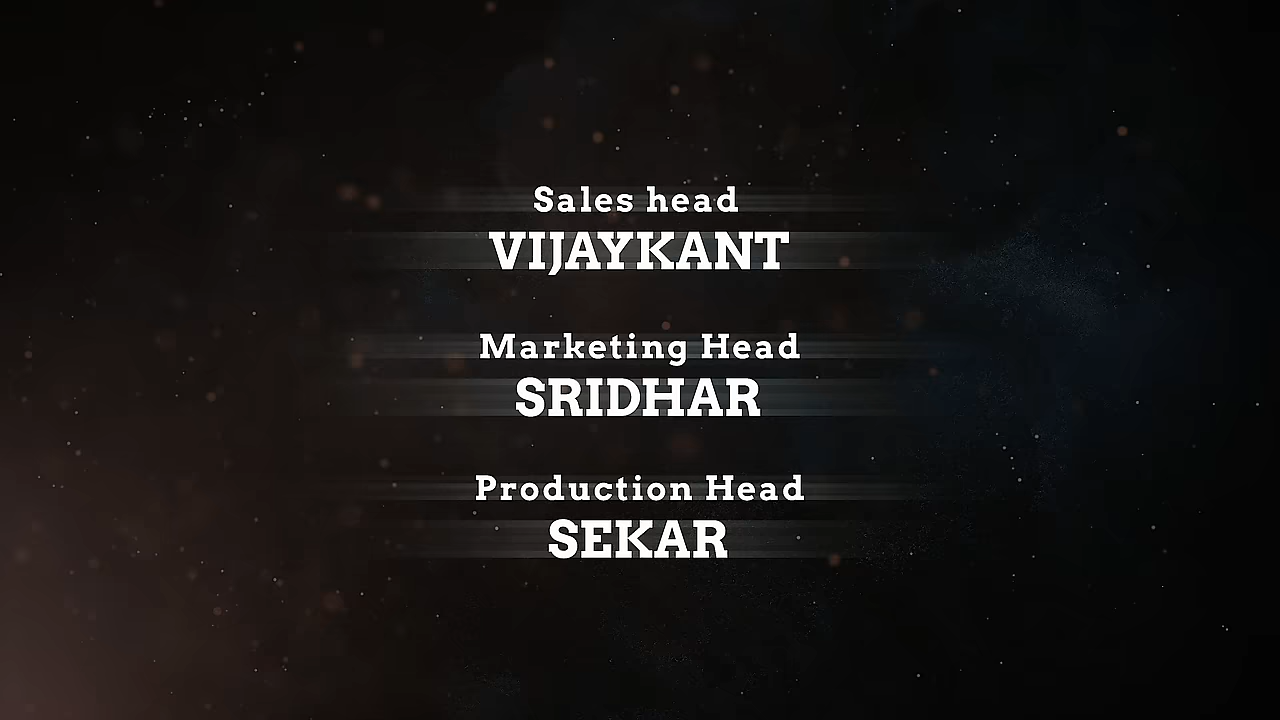 Sales head
VIJAYKANT
Marketing Head
SRIDHAR
Production Head
SEKAR